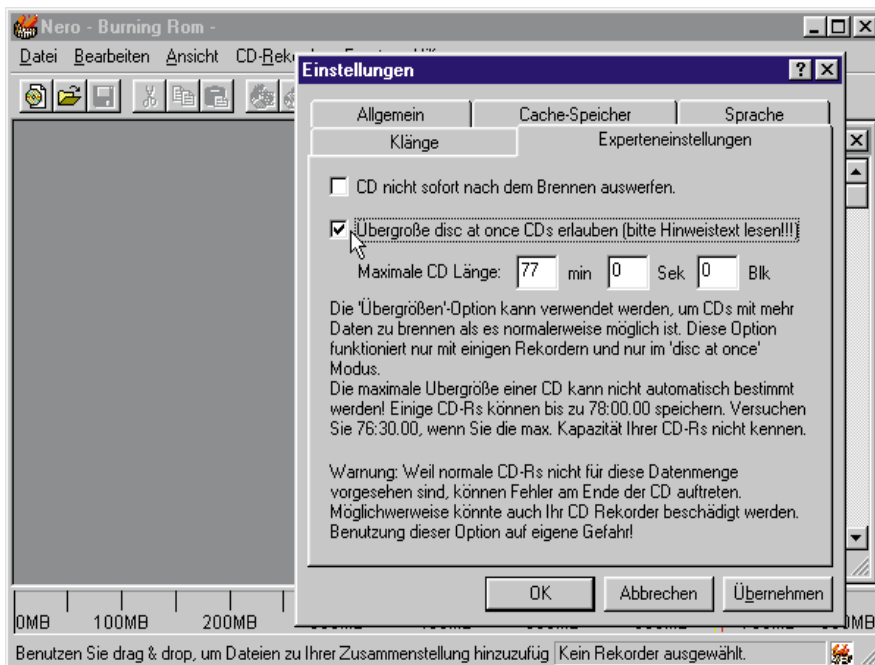 Nero - Burning Rom -
Datei Bearbeiten Ansicht
Einstellungen
Allgemein Cache-Speicher Sprache
Klänge Experteneinstellungen
CD nicht sofort nach dem Brennen auswerfen.
Übergroße disc at once CDs erlauben (bitte Hinweistext lesen!!!)
Maximale CD Länge: 77 min 0 Sek 0 Blk
Die 'Übergrößen'-Option kann verwendet werden, um CDs mit mehr
Daten zu brennen als es normalerweise möglich ist. Diese Option
funktioniert nur mit einigen Rekordern und nur im 'disc at once'
Modus.
Die maximale Übergröße einer CD kann nicht automatisch bestimmt
werden! Einige CD-Rs können bis zu 78:00.00 speichern. Versuchen
Sie 76:30.00, wenn Sie die max. Kapazität Ihrer CD-Rs nicht kennen.
Warnung: Weil normale CD-Rs nicht für diese Datenmenge
vorgesehen sind, können Fehler am Ende der CD auftreten.
Möglichwerweise könnte auch Ihr CD Rekorder beschädigt werden.
Benutzung dieser Option auf eigene Gefahr!
OK Abbrechen Übernehmen
0MB 100MB 200MB
Benutzen Sie drag & drop, um Dateien zu Ihrer Zusammenstellung hinzuzufüg Kein Rekorder ausgewählt.